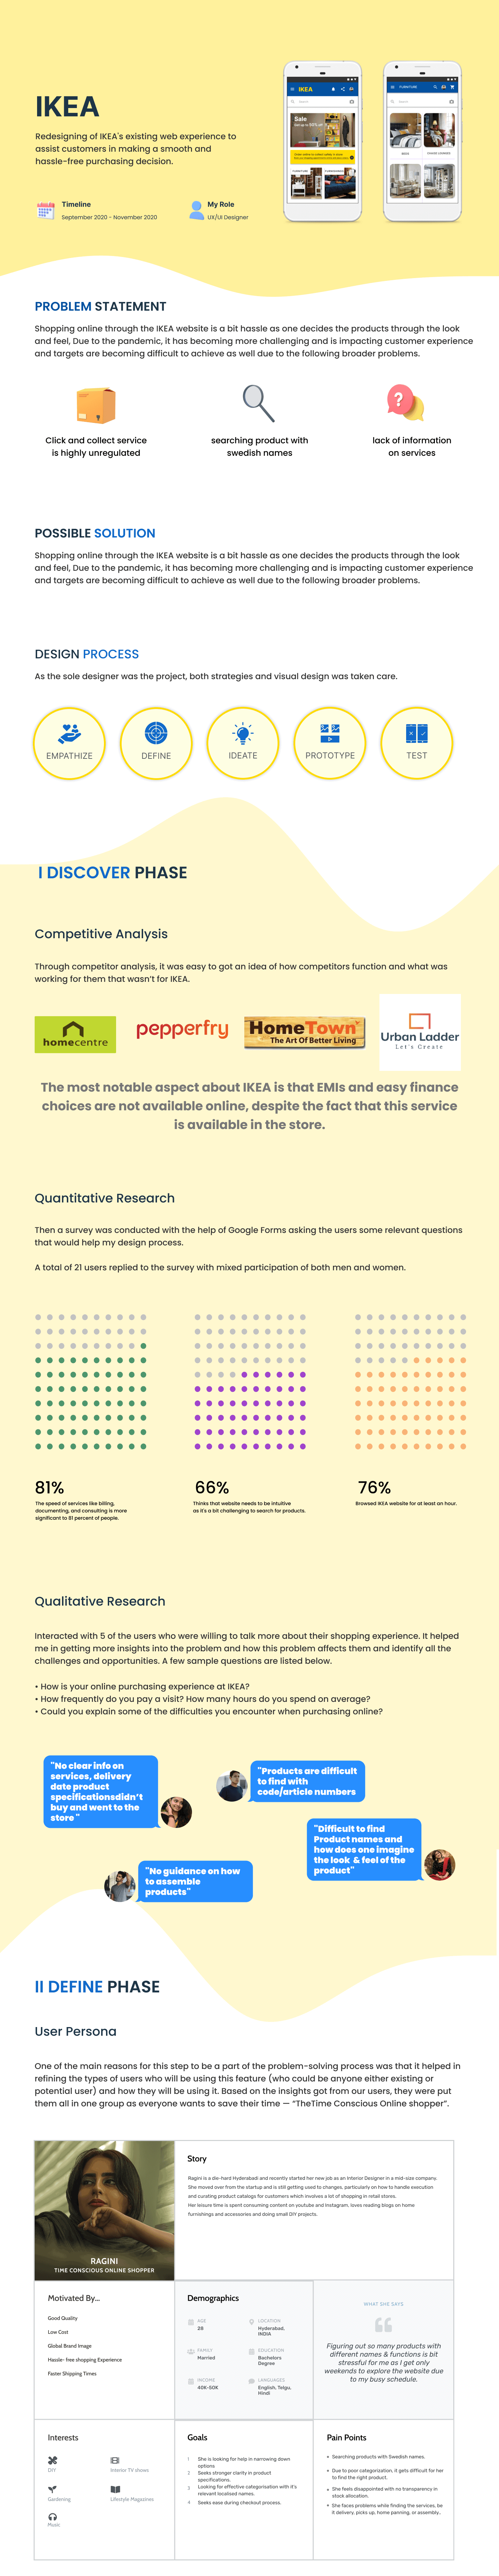 IKEA
Redesigning of IKEA's existing web experience to
assist customers in making a smooth and
hassle-free purchasing decision.
Timeline
September 2020 - November 2020
My Role
UX/UI Designer
IKEA
Search
Sale
FURNITURE
Search
PROBLEM STATEMENT
Shopping online through the IKEA website is a bit hassle as one decides the products through the look
and feel, Due to the pandemic, it has becoming more challenging and is impacting customer experience
and targets are becoming difficult to achieve as well due to the following broader problems.
Click and collect service
is highly unregulated
searching product with
swedish names
lack of information
on services
POSSIBLE SOLUTION
Shopping online through the IKEA website is a bit hassle as one decides the products through the look
and feel, Due to the pandemic, it has becoming more challenging and is impacting customer experience
and targets are becoming difficult to achieve as well due to the following broader problems.
DESIGN PROCESS
As the sole designer was the project, both strategies and visual design was taken care.
EMPATHIZE
DEFINE
IDEATE
PROTOTYPE
TEST
I DISCOVER PHASE
Competitive Analysis
Through competitor analysis, it was easy to got an idea of how competitors function and what was
working for them that wasn't for IKEA.
homecentre
pepperfry
HomeTown
The Art Of Better Living
Urban Ladder
Let's Create
The most notable aspect about IKEA is that EMIs and easy finance
choices are not available online, despite the fact that this service
is available in the store.
Quantitative Research
Then a survey was conducted with the help of Google Forms asking the users some relevant questions
that would help my design process.
A total of 21 users replied to the survey with mixed participation of both men and women.
81%
The speed of services like billing,
documenting, and consulting is more
significant to 81 percent of people.
66%
Thinks that website needs to be intuitive
as it's a bit challenging to search for products.
76%
Browsed IKEA website for at least an hour.
Qualitative Research
Interacted with 5 of the users who were willing to talk more about their shopping experience. It helped
me in getting more insights into the problem and how this problem affects them and identify all the
challenges and opportunities. A few sample questions are listed below.
• How is your online purchasing experience at IKEA?
• How frequently do you pay a visit? How many hours do you spend on average?
• Could you explain some of the difficulties you encounter when purchasing online?
"No clear info on
services, delivery
date product
specificationsdidn't
buy and went to the
store "
"Products are difficult
to find with
code/article numbers
"Difficult to find
Product names and
how does one imagine
the look & feel of the
product"
"No guidance on how
to assemble
products"
II DEFINE PHASE
User Persona
One of the main reasons for this step to be a part of the problem-solving process was that it helped in
refining the types of users who will be using this feature (who could be anyone either existing or
potential user) and how they will be using it. Based on the insights got from our users, they were put
them all in one group as everyone wants to save their time — "TheTime Conscious Online shopper".
RAGINI
TIME CONSCIOUS ONLINE SHOPPER
Story
Ragini is a die-hard Hyderabadi and recently started her new job as an Interior Designer in a mid-size company.
She moved over from the startup and is still getting used to changes, particularly on how to handle execution
and curating product catalogs for customers which involves a lot of shopping in retail stores.
Her leisure time is spent consuming content on youtube and instagram, loves reading blogs on home
furnishings and accessories and doing small DIY projects.
Motivated By...
Good Quality
Low Cost
Global Brand Image
Hassle- free shopping Experience
Faster Shipping Times
Demographics
AGE
28
LOCATION
Hyderabad,
INDIA
FAMILY
Married
EDUCATION
Bachelors
Degree
INCOME
40K-50K
LANGUAGES
English, Telgu,
Hindi
WHAT SHE SAYS
Figuring out so many products with
different names & functions is bit
stressful for me as I get only
weekends to explore the website due
to my busy schedule.
Interests
DIY
Interior TV shows
Gardening
Lifestyle Magazines
Music
Goals
1 She is looking for help in narrowing down
options
2 Seeks stronger clarity in product
specifications.
3 Looking for effective categorisation with it's
relevant localised names.
4 Seeks ease during checkout process.
Pain Points
• Searching products with Swedish names.
• Due to poor categorization, it gets difficult for her
to find the right product.
• She feels disappointed with no transparency in
stock allocation.
• She faces problems while finding the services, be
it delivery, picks up, home panning, or assembly..